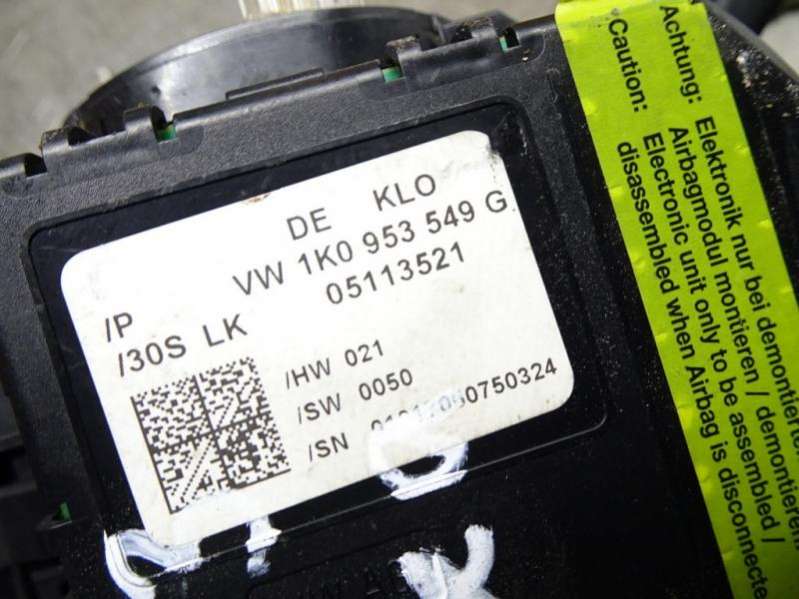 DE KLO
VW 1K0 953 549 G
/P 05113521
/30S LK
/HW 021
/SW 0050
/SN
Achtung: Elektronik nur bei demontiertem
Airbagmodul montieren / demontieren
Caution: Electronic unit only to be assembled /
disassembled when Airbag is disconnected